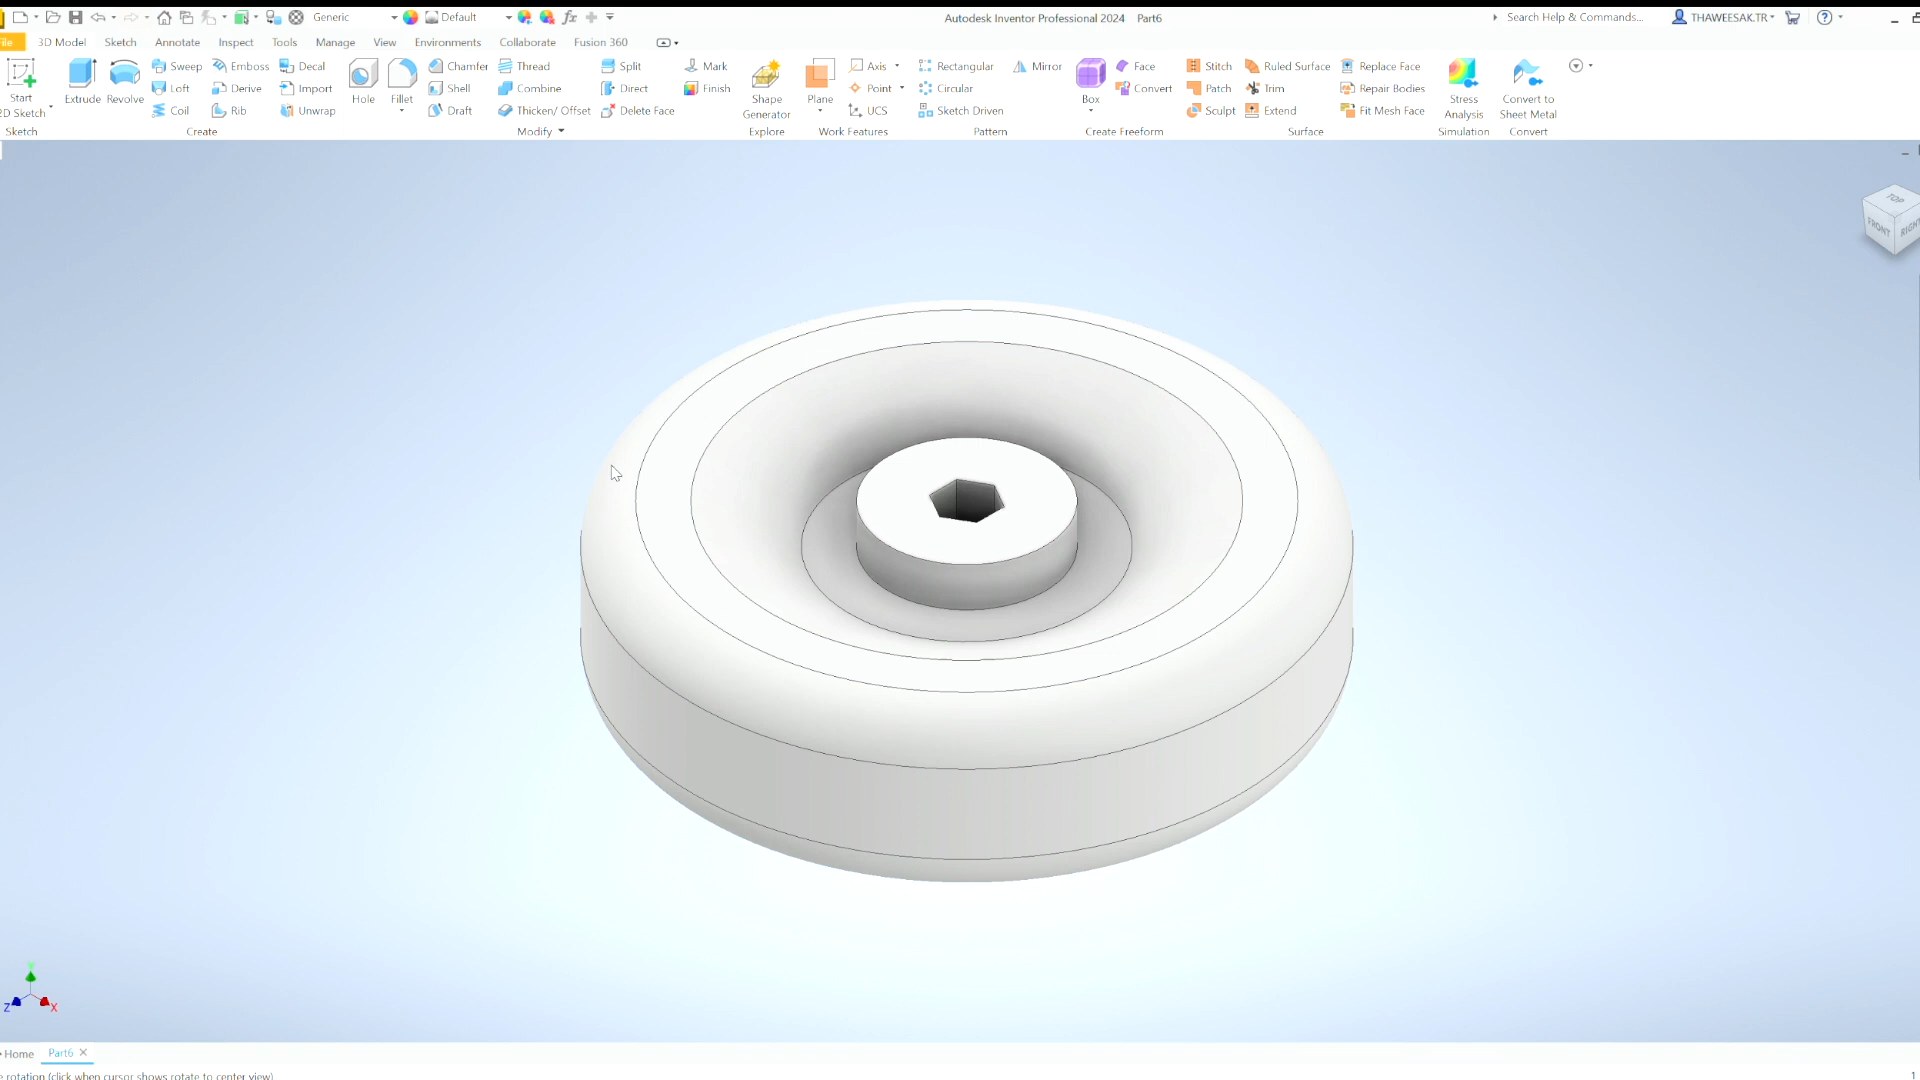 Generic Default fx Autodesk Inventor Professional 2024 Part6 Search Help & Commands... THAWEESAK.TR
File 3D Model Sketch Annotate Inspect Tools Manage View Environments Collaborate Fusion 360
Start
2D Sketch
Extrude
Revolve
Sweep Emboss Decal
Loft Derive Import
Coil Rib Unwrap
Hole
Fillet
Chamfer Thread Split
Shell Combine Direct
Draft Thicken/ Offset Delete Face
Mark
Finish
Shape
Generator
Plane
Axis
Point
UCS
Rectangular Mirror
Circular
Sketch Driven
Box
Face
Convert
Stitch Ruled Surface Replace Face
Patch Trim Repair Bodies
Sculpt Extend Fit Mesh Face
Stress
Analysis
Convert to
Sheet Metal
Sketch Create Modify Explore Work Features Pattern Create Freeform Surface Simulation Convert
TOP
FRONT RIGHT
Z X
Home Part6
e rotation (click when cursor shows rotate to center view) 1